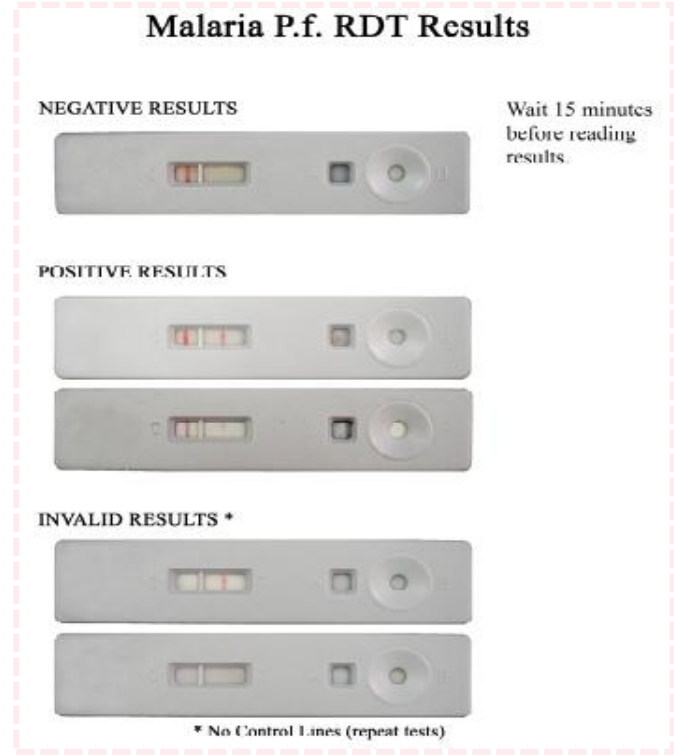 Malaria P.f. RDT Results
NEGATIVE RESULTS
Wait 15 minutes
before reading
results.
POSITIVE RESULTS
C
INVALID RESULTS *
* No Control Lines (repeat tests)